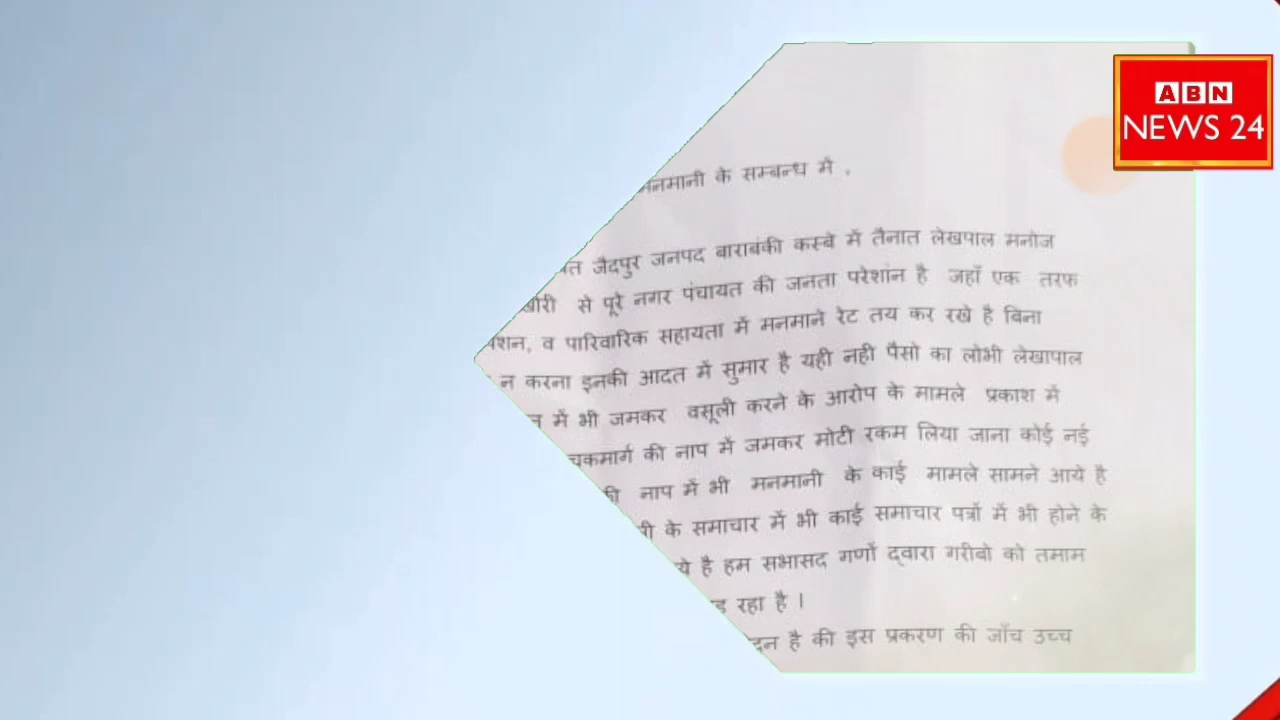 ABN
NEWS 24
मनमानी के सम्बन्ध में .
जैदपुर जनपद बाराबंकी कस्बे में तैनात लेखपाल मनोज
से पूरे नगर पंचायत की जनता परेशांन है जहाँ एक तरफ
व पारिवारिक सहायता में मनमाने रेट तय कर रखे है बिना
न करना इनकी आदत में सुमार है यही नही पैसो का लोभी लेखापाल
में भी जमकर वसूली करने के आरोप के मामले प्रकाश में
चकमार्ग की नाप में जमकर मोटी रकम लिया जाना कोई नई
नाप में भी मनमानी के काई मामले सामने आये है
के समाचार में भी काई समाचार पत्रों में भी होने के
है हम सभासद गणों द्वारा गरीबो को तमाम
रहा है ।
है की इस प्रकरण की जाँच उच्च